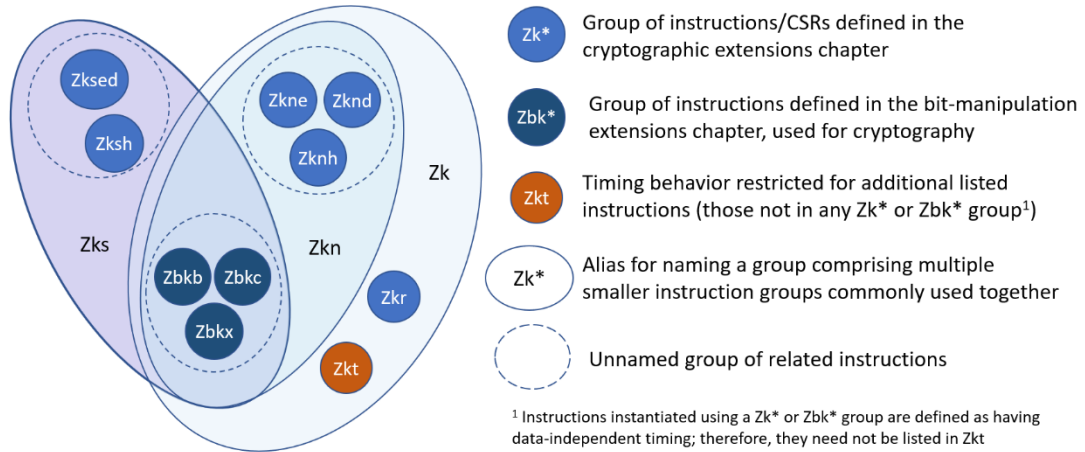 Zksed
Zksh
Zks
Zkne
Zknd
Zknh
Zk
Zkn
Zbkb
Zbkc
Zbkx
Zkr
Zkt
Zk*
Group of instructions/CSRs defined in the
cryptographic extensions chapter
Zbk*
Group of instructions defined in the bit-manipulation
extensions chapter, used for cryptography
Zkt
Timing behavior restricted for additional listed
instructions (those not in any Zk* or Zbk* group¹)
Zk*
Alias for naming a group comprising multiple
smaller instruction groups commonly used together
Unnamed group of related instructions
¹ Instructions instantiated using a Zk* or Zbk* group are defined as having
data-independent timing; therefore, they need not be listed in Zkt